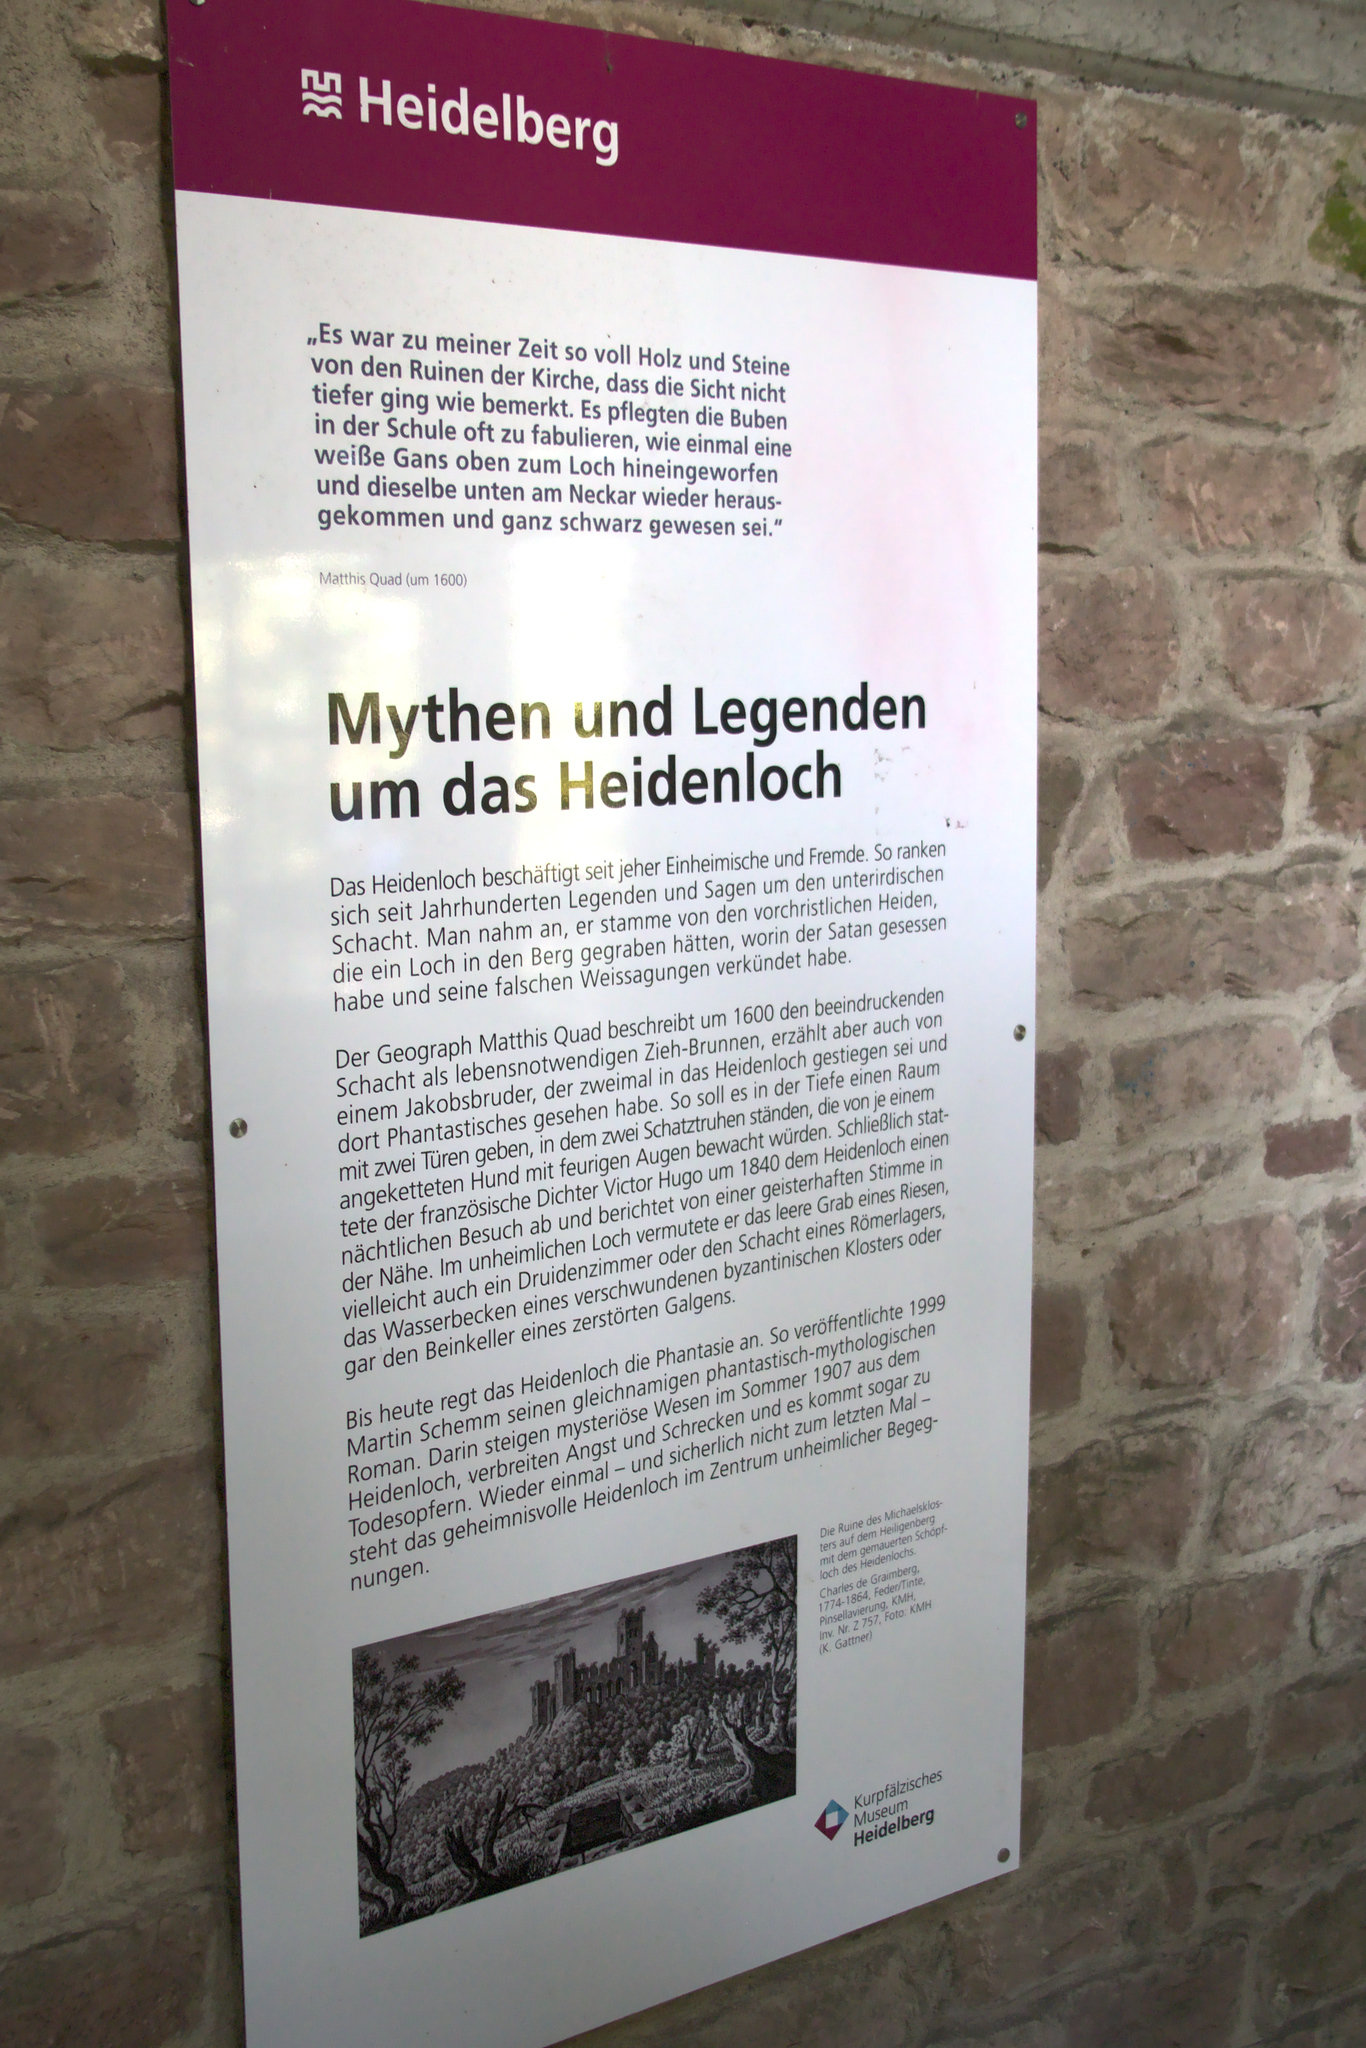 Heidelberg
„Es war zu meiner Zeit so voll Holz und Steine
von den Ruinen der Kirche, dass die Sicht nicht
tiefer ging wie bemerkt. Es pflegten die Buben
in der Schule oft zu fabulieren, wie einmal eine
weiße Gans oben zum Loch hineingeworfen
und dieselbe unten am Neckar wieder heraus-
gekommen und ganz schwarz gewesen sei.“
Matthis Quad (um 1600)
Mythen und Legenden
um das Heidenloch
Das Heidenloch beschäftigt seit jeher Einheimische und Fremde. So ranken
sich seit Jahrhunderten Legenden und Sagen um den unterirdischen
Schacht. Man nahm an, er stamme von den vorchristlichen Heiden,
die ein Loch in den Berg gegraben hätten, worin der Satan gesessen
habe und seine falschen Weissagungen verkündet habe.
Der Geograph Matthis Quad beschreibt um 1600 den beeindruckenden
Schacht als lebensnotwendigen Zieh-Brunnen, erzählt aber auch von
einem Jakobsbruder, der zweimal in das Heidenloch gestiegen sei und
dort Phantastisches gesehen habe. So soll es in der Tiefe einen Raum
mit zwei Türen geben, in dem zwei Schatztruhen ständen, die von je einem
angeketteten Hund mit feurigen Augen bewacht würden. Schließlich stat-
tete der französische Dichter Victor Hugo um 1840 dem Heidenloch einen
nächtlichen Besuch ab und berichtet von einer geisterhaften Stimme in
der Nähe. Im unheimlichen Loch vermutete er das leere Grab eines Riesen,
vielleicht auch ein Druidenzimmer oder den Schacht eines Römerlagers,
das Wasserbecken eines verschwundenen byzantinischen Klosters oder
gar den Beinkeller eines zerstörten Galgens.
Bis heute regt das Heidenloch die Phantasie an. So veröffentlichte 1999
Martin Schemm seinen gleichnamigen phantastisch-mythologischen
Roman. Darin steigen mysteriöse Wesen im Sommer 1907 aus dem
Heidenloch, verbreiten Angst und Schrecken und es kommt sogar zu
Todesopfern. Wieder einmal – und sicherlich nicht zum letzten Mal –
steht das geheimnisvolle Heidenloch im Zentrum unheimlicher Begeg-
nungen.
Die Ruine des Michaelsklos-
ters auf dem Heiligenberg
mit dem gemauerten Schöpf-
loch des Heidenlochs.
Charles de Graimberg,
1774-1864, Feder/Tinte,
Pinsellavierung, KMH,
Inv. Nr. Z 757, Foto: KMH
(K. Gattner)
Kurpfälzisches
Museum
Heidelberg